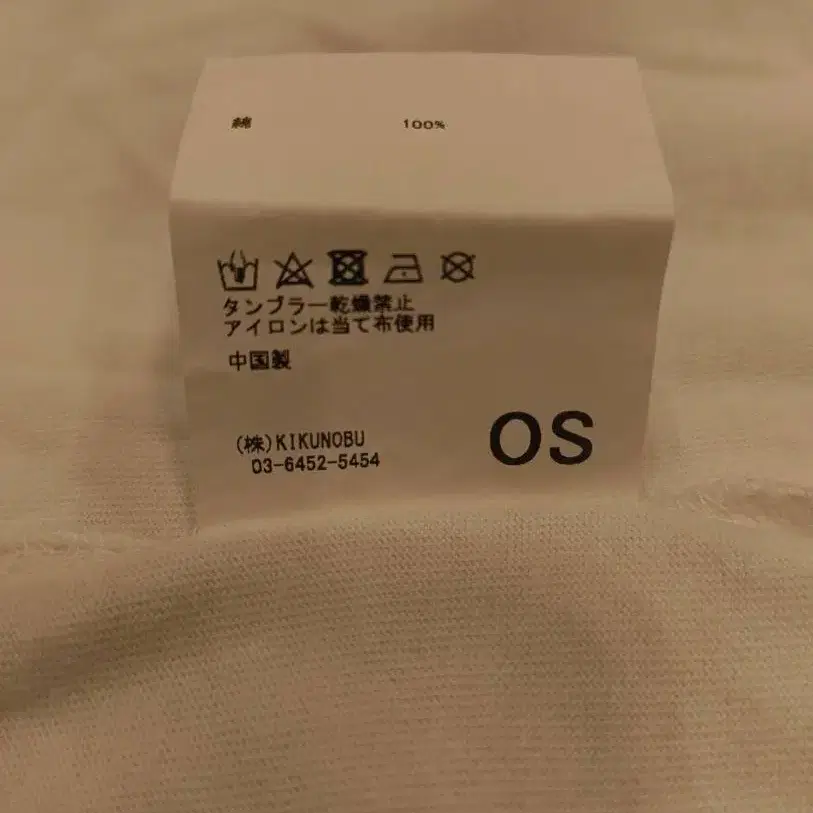 綿 100%
タンブラー乾燥禁止
アイロンは当て布使用
中国製
(株)KIKUNOBU
03-6452-5454
OS